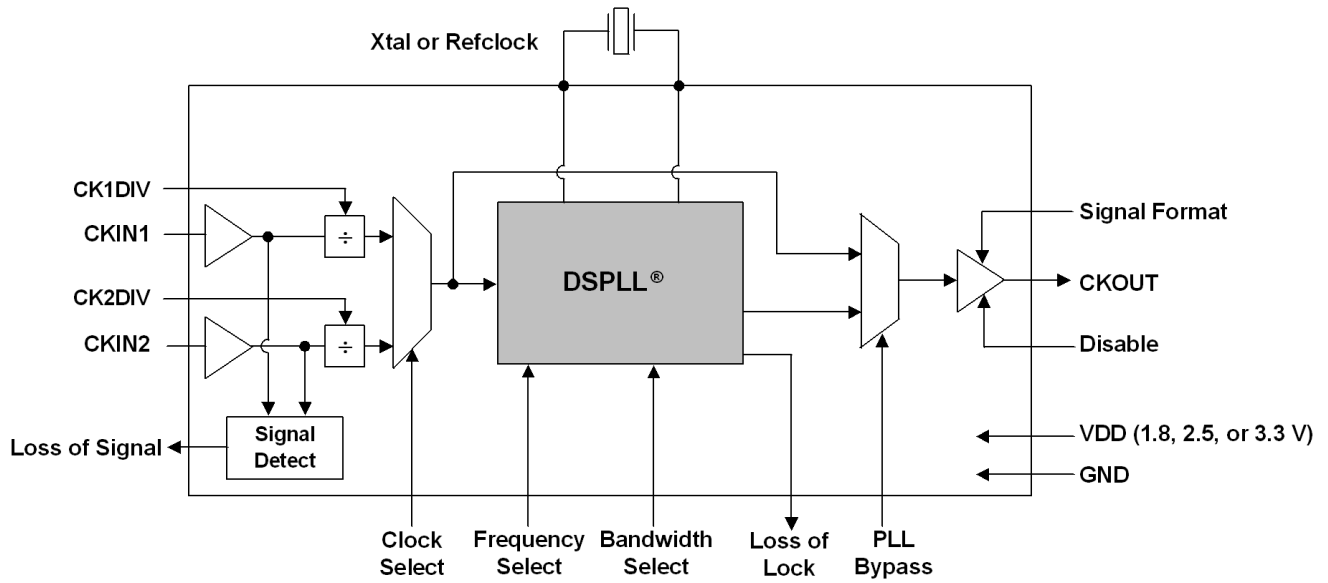 Xtal or Refclock
CK1DIV
CKIN1
÷
CK2DIV
CKIN2
÷
DSPLL®
Signal Format
CKOUT
Disable
Loss of Signal
Signal
Detect
VDD (1.8, 2.5, or 3.3 V)
GND
Clock
Select
Frequency
Select
Bandwidth
Select
Loss of
Lock
PLL
Bypass